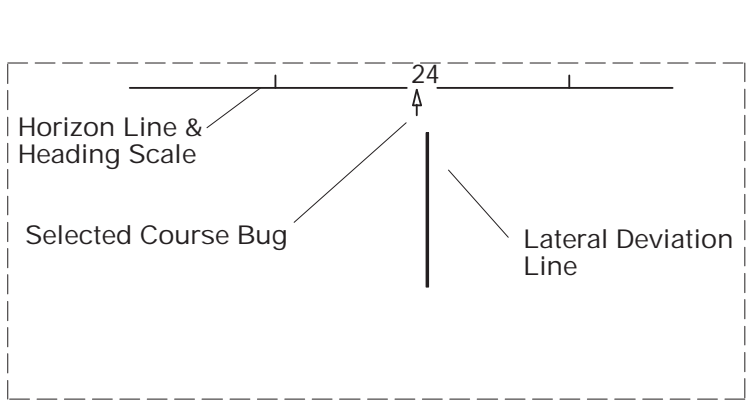 24
Horizon Line &
Heading Scale
Selected Course Bug
Lateral Deviation
Line